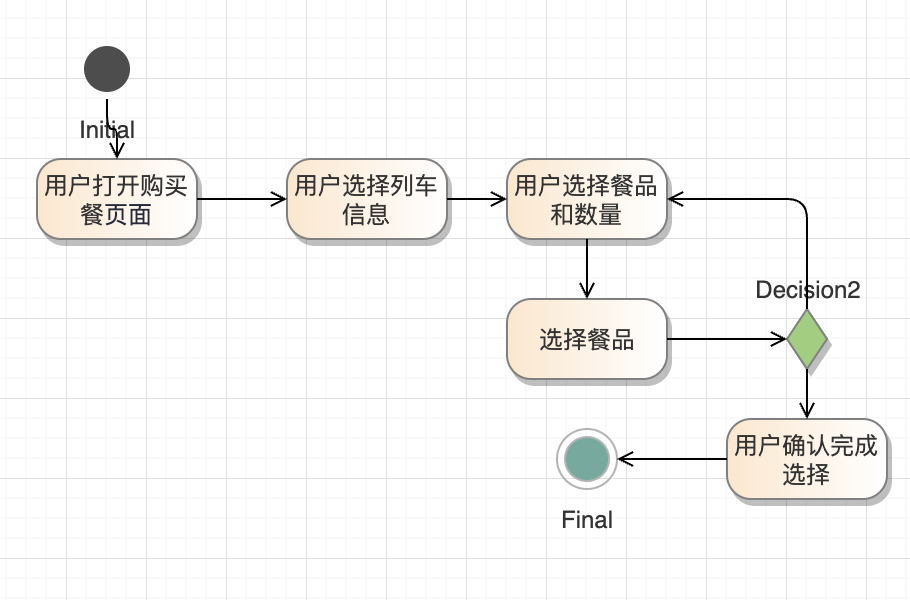 Initial
用户打开购买
餐页面
用户选择列车
信息
用户选择餐品
和数量
Decision2
选择餐品
用户确认完成
选择
Final